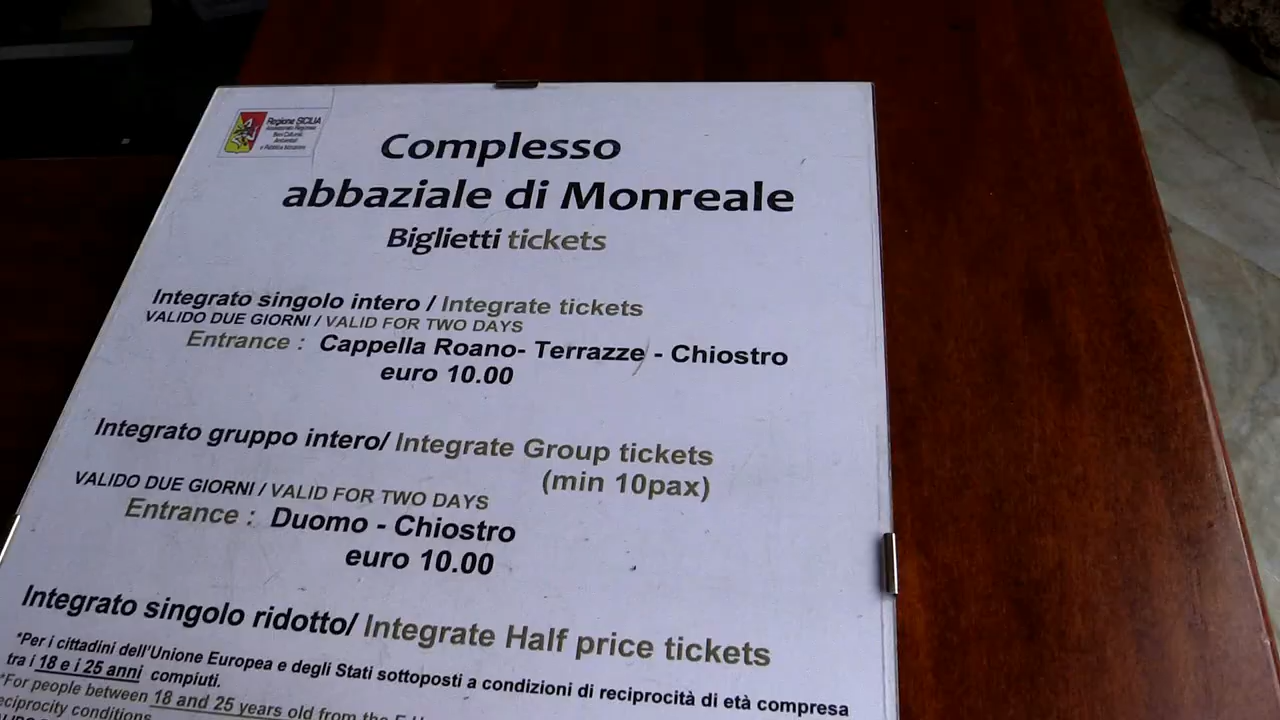 Regione SICILIA
Complesso
abbaziale di Monreale
Biglietti tickets
Integrato singolo intero / Integrate tickets
VALIDO DUE GIORNI / VALID FOR TWO DAYS
Entrance : Cappella Roano- Terrazze - Chiostro
euro 10.00
Integrato gruppo intero/ Integrate Group tickets
(min 10pax)
VALIDO DUE GIORNI / VALID FOR TWO DAYS
Entrance : Duomo - Chiostro
euro 10.00
Integrato singolo ridotto/ Integrate Half price tickets
*Per i cittadini dell'Unione Europea e degli Stati sottoposti a condizioni di reciprocità di età compresa
tra i 18 e i 25 anni compiuti.
*For people between 18 and 25 years old from the
reciprocity conditions